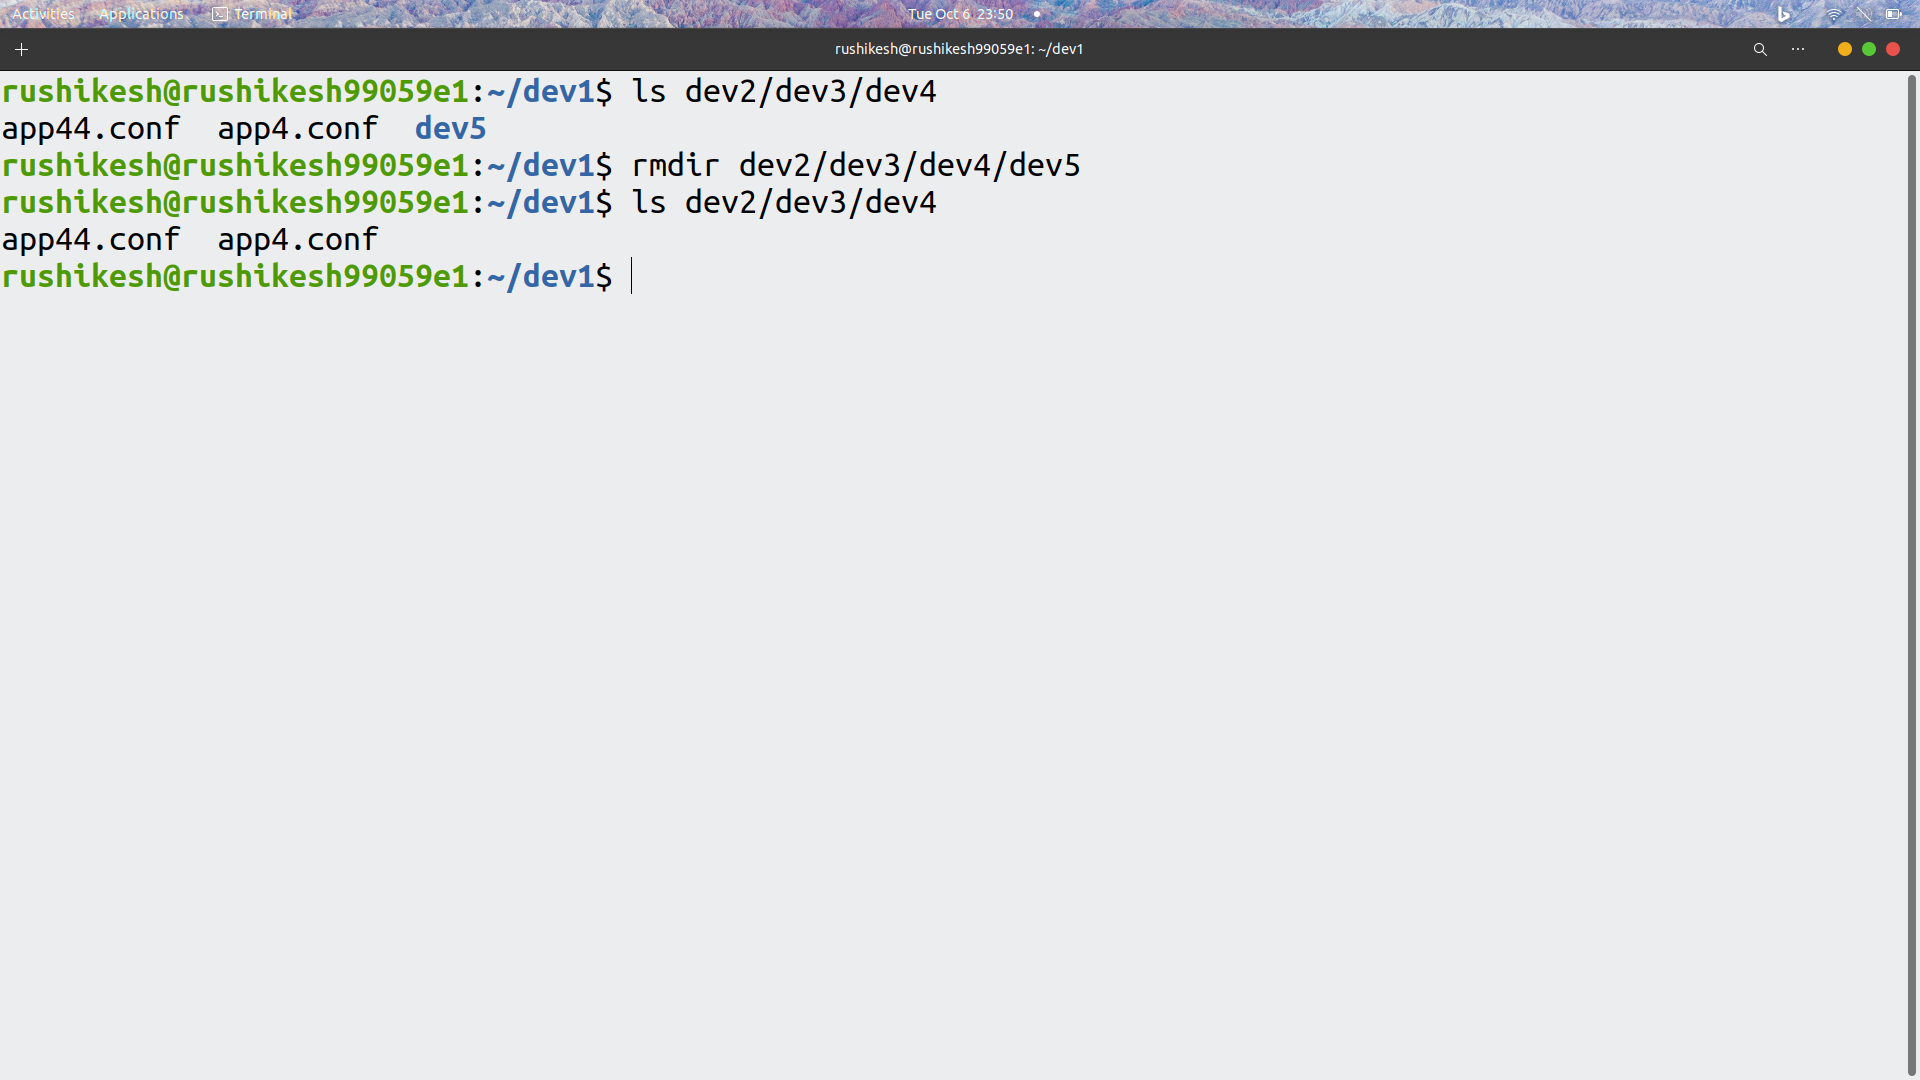 Activities Applications Terminal Tue Oct 6 23:50
rushikesh@rushikesh99059e1: ~/dev1
rushikesh@rushikesh99059e1:~/dev1$ ls dev2/dev3/dev4
app44.conf  app4.conf  dev5
rushikesh@rushikesh99059e1:~/dev1$ rmdir dev2/dev3/dev4/dev5
rushikesh@rushikesh99059e1:~/dev1$ ls dev2/dev3/dev4
app44.conf  app4.conf
rushikesh@rushikesh99059e1:~/dev1$